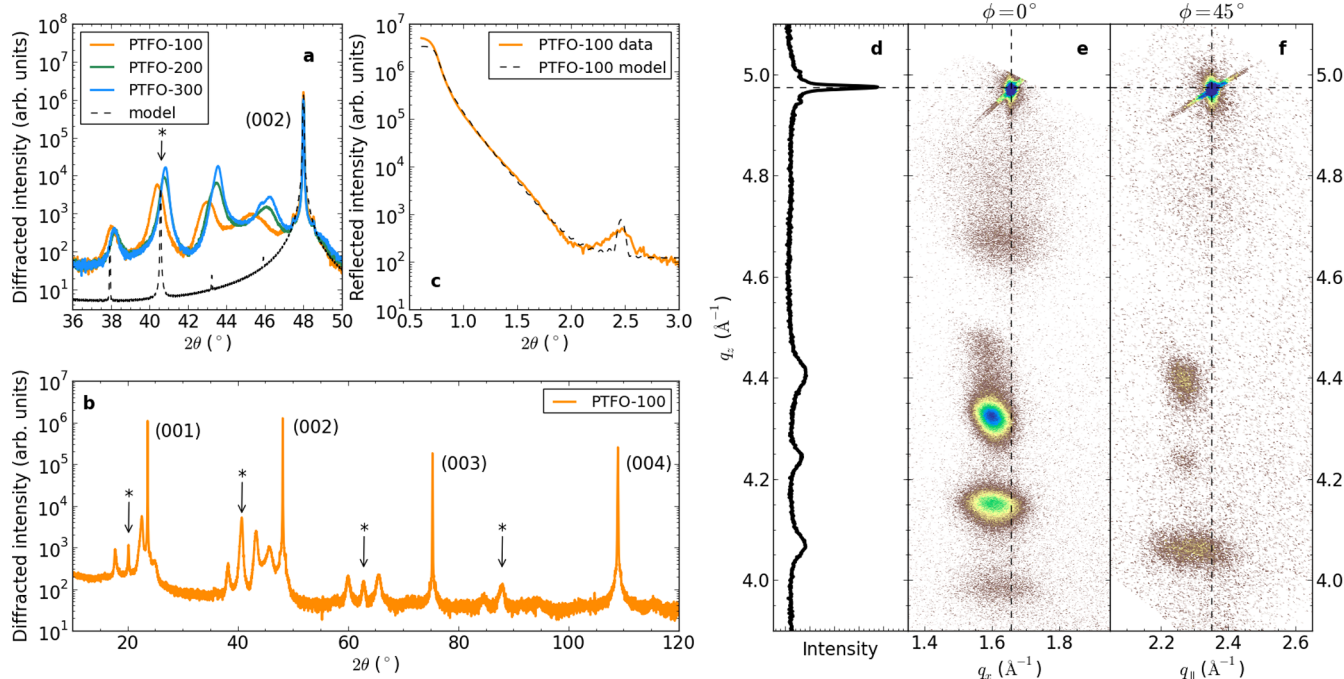 PTFO-100
PTFO-200
PTFO-300
model
a
*
(002)
10^8
10^7
10^6
10^5
10^4
10^3
10^2
10^1
Diffracted intensity (arb. units)
36 38 40 42 44 46 48 50
2θ (°)
PTFO-100 data
PTFO-100 model
c
10^7
10^6
10^5
10^4
10^3
10^2
10^1
Reflected intensity (arb. units)
0.5 1.0 1.5 2.0 2.5 3.0
2θ (°)
b
PTFO-100
(001)
(002)
(003)
(004)
*
*
*
*
10^7
10^6
10^5
10^4
10^3
10^2
10^1
Diffracted intensity (arb. units)
20 40 60 80 100 120
2θ (°)
d
5.0
4.8
4.6
4.4
4.2
4.0
q_z (Å⁻¹)
Intensity
ϕ=0°
e
1.4 1.6 1.8
q_x (Å⁻¹)
ϕ=45°
f
5.0
4.8
4.6
4.4
4.2
4.0
2.2 2.4 2.6
q_∥ (Å⁻¹)